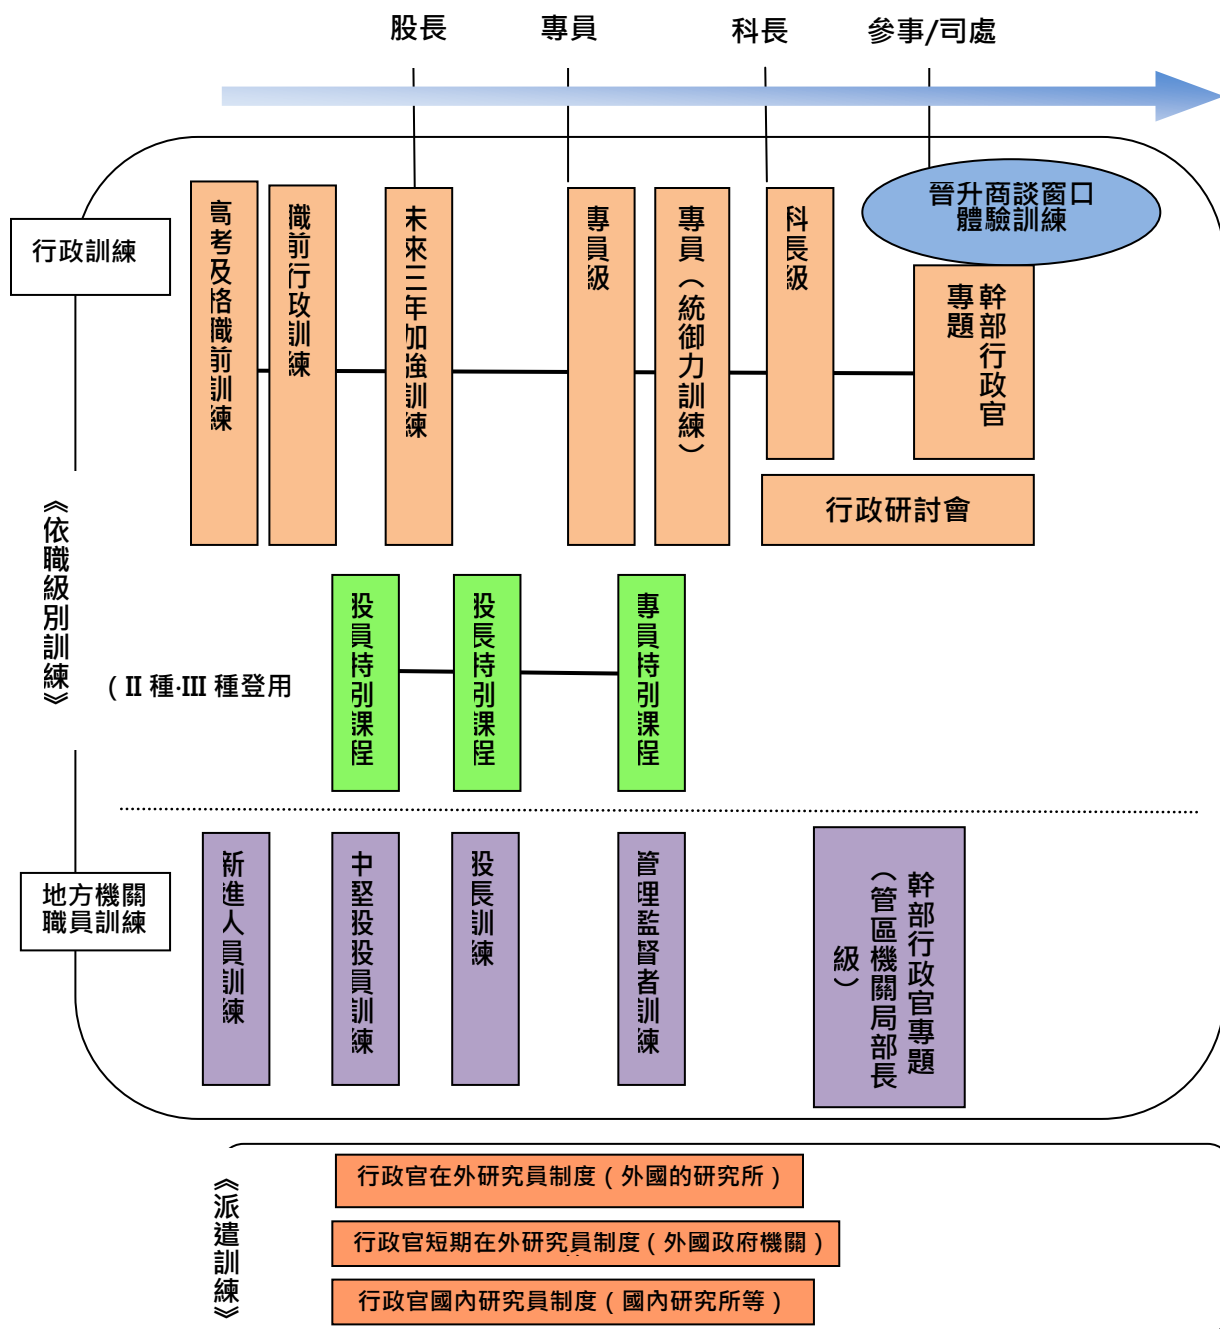 股長
專員
科長
參事/司處
行政訓練
高考及格職前訓練
職前行政訓練
未來三年加強訓練
專員級
專員（統御力訓練）
科長級
晉升商談窗口
體驗訓練
幹部行政官
專題
行政研討會
《依職級別訓練》
( II 種·III 種登用
股員特別課程
股長特別課程
專員特別課程
地方機關
職員訓練
新進人員訓練
中堅股股員訓練
股長訓練
管理監督者訓練
幹部行政官專題
（管區機關局部長
級）
《派遣訓練》
行政官在外研究員制度 ( 外國的研究所 )
行政官短期在外研究員制度 ( 外國政府機關 )
行政官國內研究員制度 ( 國內研究所等 )